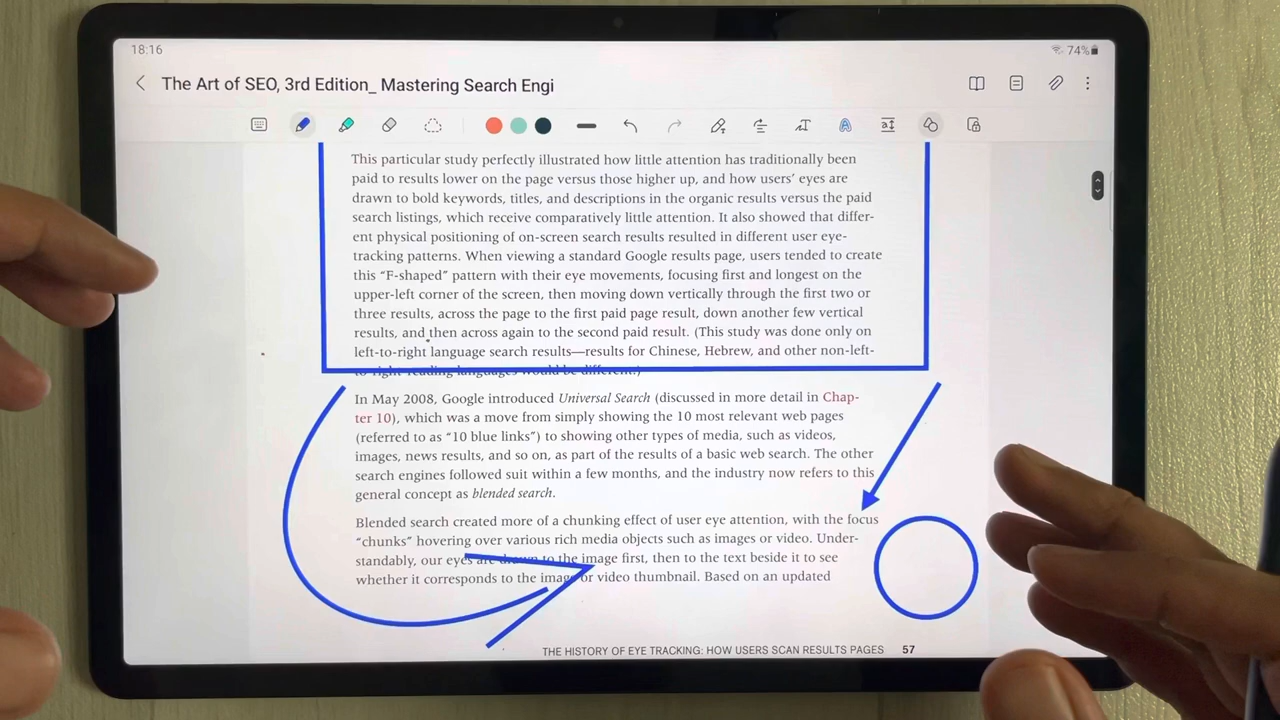 18:16
74%
The Art of SEO, 3rd Edition_ Mastering Search Engi
This particular study perfectly illustrated how little attention has traditionally been
paid to results lower on the page versus those higher up, and how users’ eyes are
drawn to bold keywords, titles, and descriptions in the organic results versus the paid
search listings, which receive comparatively little attention. It also showed that differ-
ent physical positioning of on-screen search results resulted in different user eye-
tracking patterns. When viewing a standard Google results page, users tended to create
this “F-shaped” pattern with their eye movements, focusing first and longest on the
upper-left corner of the screen, then moving down vertically through the first two or
three results, across the page to the first paid page result, down another few vertical
results, and then across again to the second paid result. (This study was done only on
left-to-right language search results—results for Chinese, Hebrew, and other non-left-
to-right-reading languages would be different.)
In May 2008, Google introduced Universal Search (discussed in more detail in Chap-
ter 10), which was a move from simply showing the 10 most relevant web pages
(referred to as “10 blue links”) to showing other types of media, such as videos,
images, news results, and so on, as part of the results of a basic web search. The other
search engines followed suit within a few months, and the industry now refers to this
general concept as blended search.
Blended search created more of a chunking effect of user eye attention, with the focus
“chunks” hovering over various rich media objects such as images or video. Under-
standably, our eyes are drawn to the image first, then to the text beside it to see
whether it corresponds to the image or video thumbnail. Based on an updated
THE HISTORY OF EYE TRACKING: HOW USERS SCAN RESULTS PAGES 57